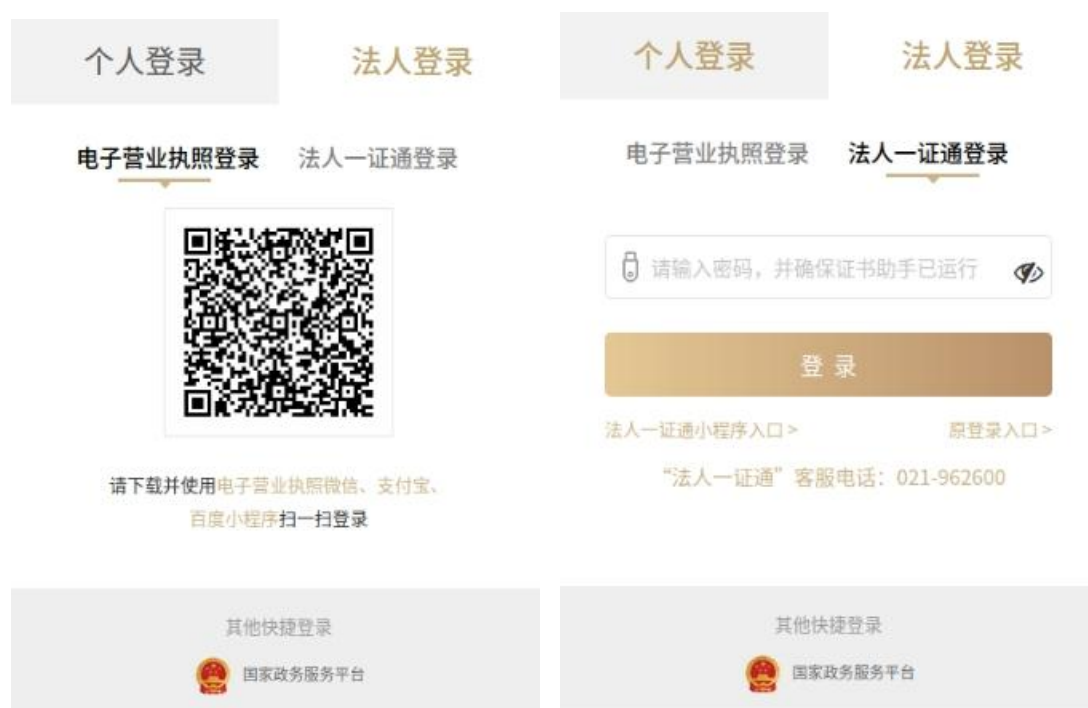 个人登录
法人登录
电子营业执照登录
法人一证通登录
请下载并使用电子营业执照微信、支付宝、
百度小程序扫一扫登录
其他快捷登录
国家政务服务平台
个人登录
法人登录
电子营业执照登录
法人一证通登录
请输入密码，并确保证书助手已运行
登录
法人一证通小程序入口>
原登录入口>
“法人一证通”客服电话：021-962600
其他快捷登录
国家政务服务平台